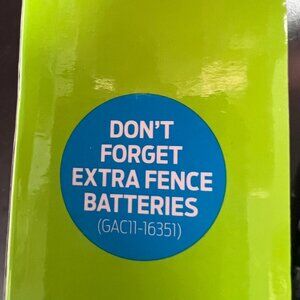 DON'T
FORGET
EXTRA FENCE
BATTERIES
(GAC11-16351)